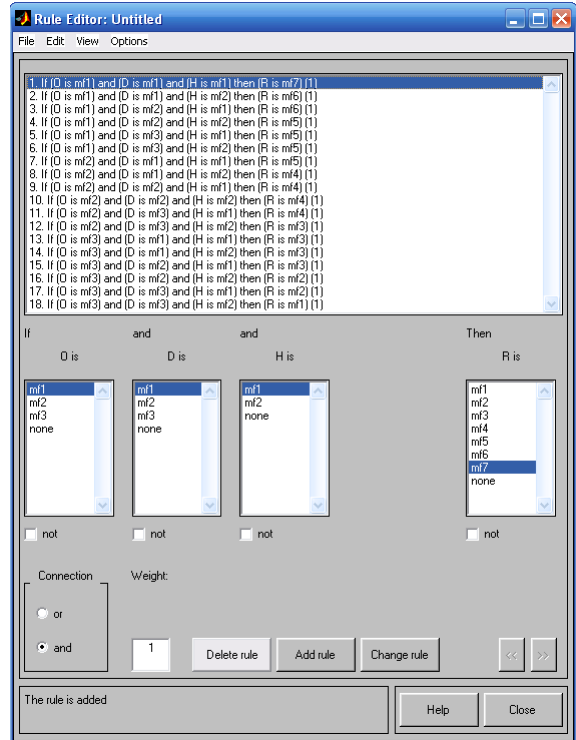 Rule Editor: Untitled
File Edit View Options
1. If (O is mf1) and (D is mf1) and (H is mf1) then (R is mf7) (1)
2. If (O is mf1) and (D is mf1) and (H is mf2) then (R is mf6) (1)
3. If (O is mf1) and (D is mf2) and (H is mf1) then (R is mf6) (1)
4. If (O is mf1) and (D is mf2) and (H is mf2) then (R is mf5) (1)
5. If (O is mf1) and (D is mf3) and (H is mf1) then (R is mf5) (1)
6. If (O is mf1) and (D is mf3) and (H is mf2) then (R is mf5) (1)
7. If (O is mf2) and (D is mf1) and (H is mf1) then (R is mf5) (1)
8. If (O is mf2) and (D is mf1) and (H is mf2) then (R is mf4) (1)
9. If (O is mf2) and (D is mf2) and (H is mf1) then (R is mf4) (1)
10. If (O is mf2) and (D is mf2) and (H is mf2) then (R is mf4) (1)
11. If (O is mf2) and (D is mf3) and (H is mf1) then (R is mf4) (1)
12. If (O is mf2) and (D is mf3) and (H is mf2) then (R is mf3) (1)
13. If (O is mf3) and (D is mf1) and (H is mf1) then (R is mf3) (1)
14. If (O is mf3) and (D is mf1) and (H is mf2) then (R is mf3) (1)
15. If (O is mf3) and (D is mf2) and (H is mf1) then (R is mf3) (1)
16. If (O is mf3) and (D is mf2) and (H is mf2) then (R is mf2) (1)
17. If (O is mf3) and (D is mf3) and (H is mf1) then (R is mf2) (1)
18. If (O is mf3) and (D is mf3) and (H is mf2) then (R is mf1) (1)
If and and Then
O is D is H is R is
mf1 mf1 mf1 mf1
mf2 mf2 mf2 mf2
mf3 mf3 none mf3
none none mf4
mf5
mf6
mf7
none
not not not not
Connection Weight:
or
and 1 Delete rule Add rule Change rule << >>
The rule is added Help Close